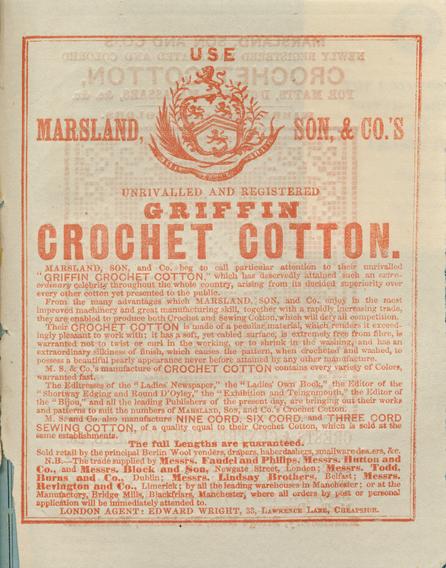 USE
MARSLAND, SON, & CO.'S
UNRIVALLED AND REGISTERED
GRIFFIN
CROCHET COTTON.
MARSLAND, SON, and Co. beg to call particular attention to their unrivalled
"GRIFFIN CROCHET COTTON," which has deservedly attained such an extra-
ordinary celebrity throughout the whole country, arising from its decided superiority over
every other cotton yet presented to the public.
From the many advantages which MARSLAND, SON, and Co. enjoy in the most
improved machinery and great manufacturing skill, together with a rapidly increasing trade,
they are enabled to produce both Crochet and Sewing Cotton, which will defy all competition.
Their CROCHET COTTON is made of a peculiar material, which renders it exceed-
ingly pleasant to work with; it has a soft, yet cabled surface, is extremely free from fibre, is
warranted not to twist or curl in the working, or to shrink in the washing, and has an
extraordinary silkiness of finish, which causes the pattern, when crocheted and washed, to
possess a beautiful pearly appearance never before attained by any other manufacture.
M. S. & Co.'s manufacture of CROCHET COTTON contains every variety of Colors,
warranted fast.
The Editresses of the "Ladies Newspaper," the "Ladies' Own Book," the Editor of the
"Shortway Edging and Round D'Oyley," the "Exhibition and Teingmouth," the Editor of
the "Bijou," and all the leading Publishers of the present day, are bringing out their works
and patterns to suit the numbers of MARSLAND, SON, and Co.'s Crochet Cotton.
M. S. and Co. also manufacture NINE CORD, SIX CORD, and THREE CORD
SEWING COTTON, of a quality equal to their Crochet Cotton, which is sold at the
same establishments.
The full Lengths are guaranteed.
Sold retail by the principal Berlin Wool venders, drapers, haberdashers, smallware dealers, &c.
N.B.—The trade supplied by Messrs. Faudel and Phillips, Messrs. Hutton and
Co., and Messrs. Block and Son, Newgate Street, London; Messrs. Todd,
Burns and Co., Dublin; Messrs. Lindsay Brothers, Belfast; Messrs.
Revington and Co., Limerick; by all the leading warehouses in Manchester; or at the
Manufactory, Bridge Mills, Blackfriars, Manchester, where all orders by post or personal
application will be immediately attended to.
LONDON AGENT: EDWARD WRIGHT, 33, LAWRENCE LANE, CHEAPSIDE.